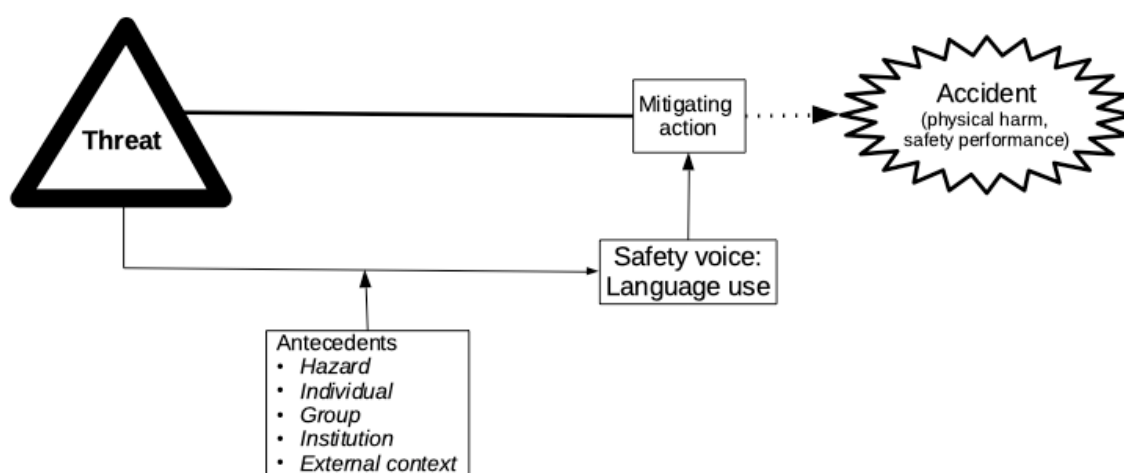 Threat
Mitigating
action
Accident
(physical harm,
safety performance)
Safety voice:
Language use
Antecedents
• Hazard
• Individual
• Group
• Institution
• External context